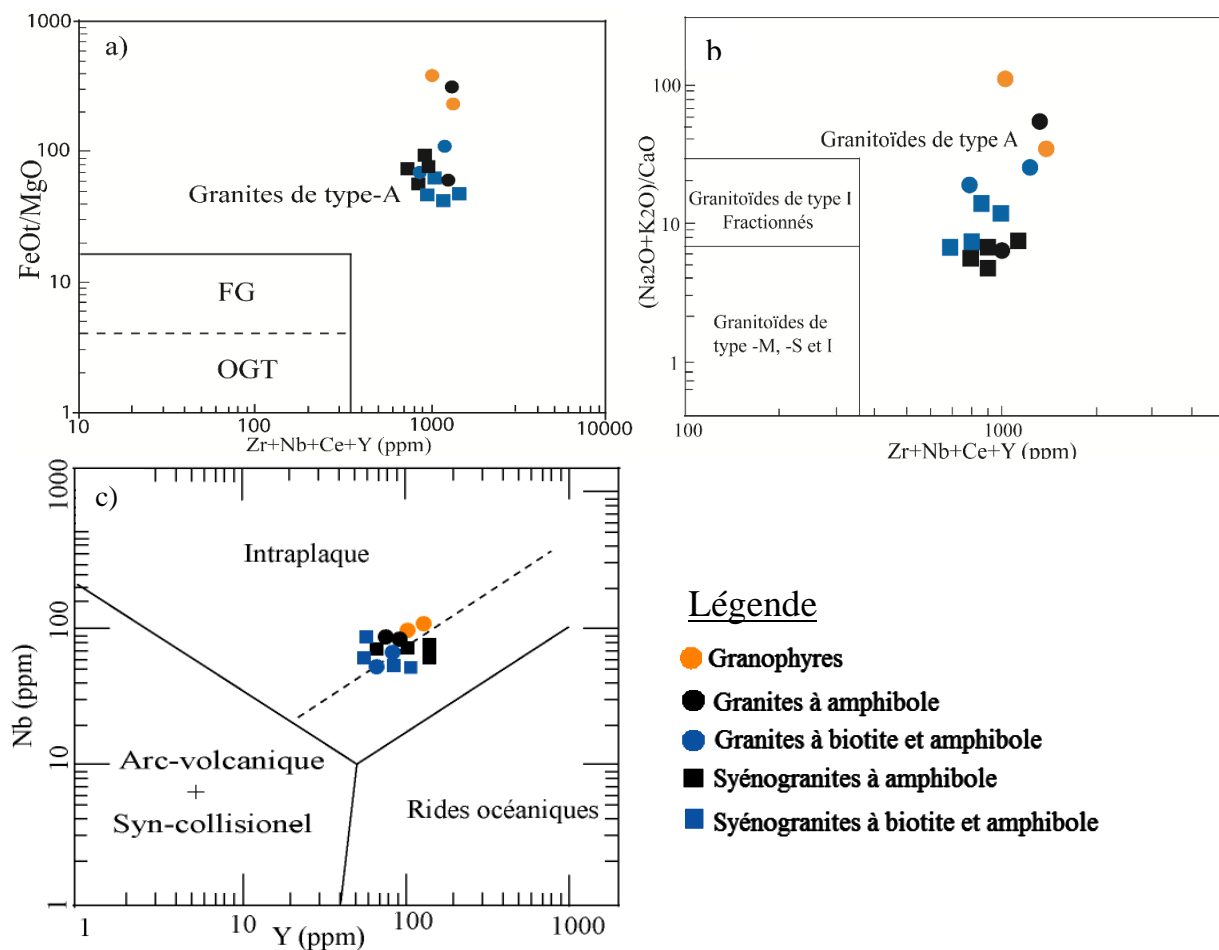 a)
1000
100
10
1
FeOt/MgO
Granites de type-A
FG
OGT
10
100
1000
10000
Zr+Nb+Ce+Y (ppm)
b
100
10
1
(Na2O+K2O)/CaO
Granitoïdes de type A
Granitoïdes de type I
Fractionnés
Granitoïdes de
type -M, -S et I
100
1000
Zr+Nb+Ce+Y (ppm)
c)
1000
100
10
1
Nb (ppm)
Intraplaque
Arc-volcanique
+
Syn-collisionel
Rides océaniques
1
10
100
1000
Y (ppm)
Légende
Granophyres
Granites à amphibole
Granites à biotite et amphibole
Syénogranites à amphibole
Syénogranites à biotite et amphibole